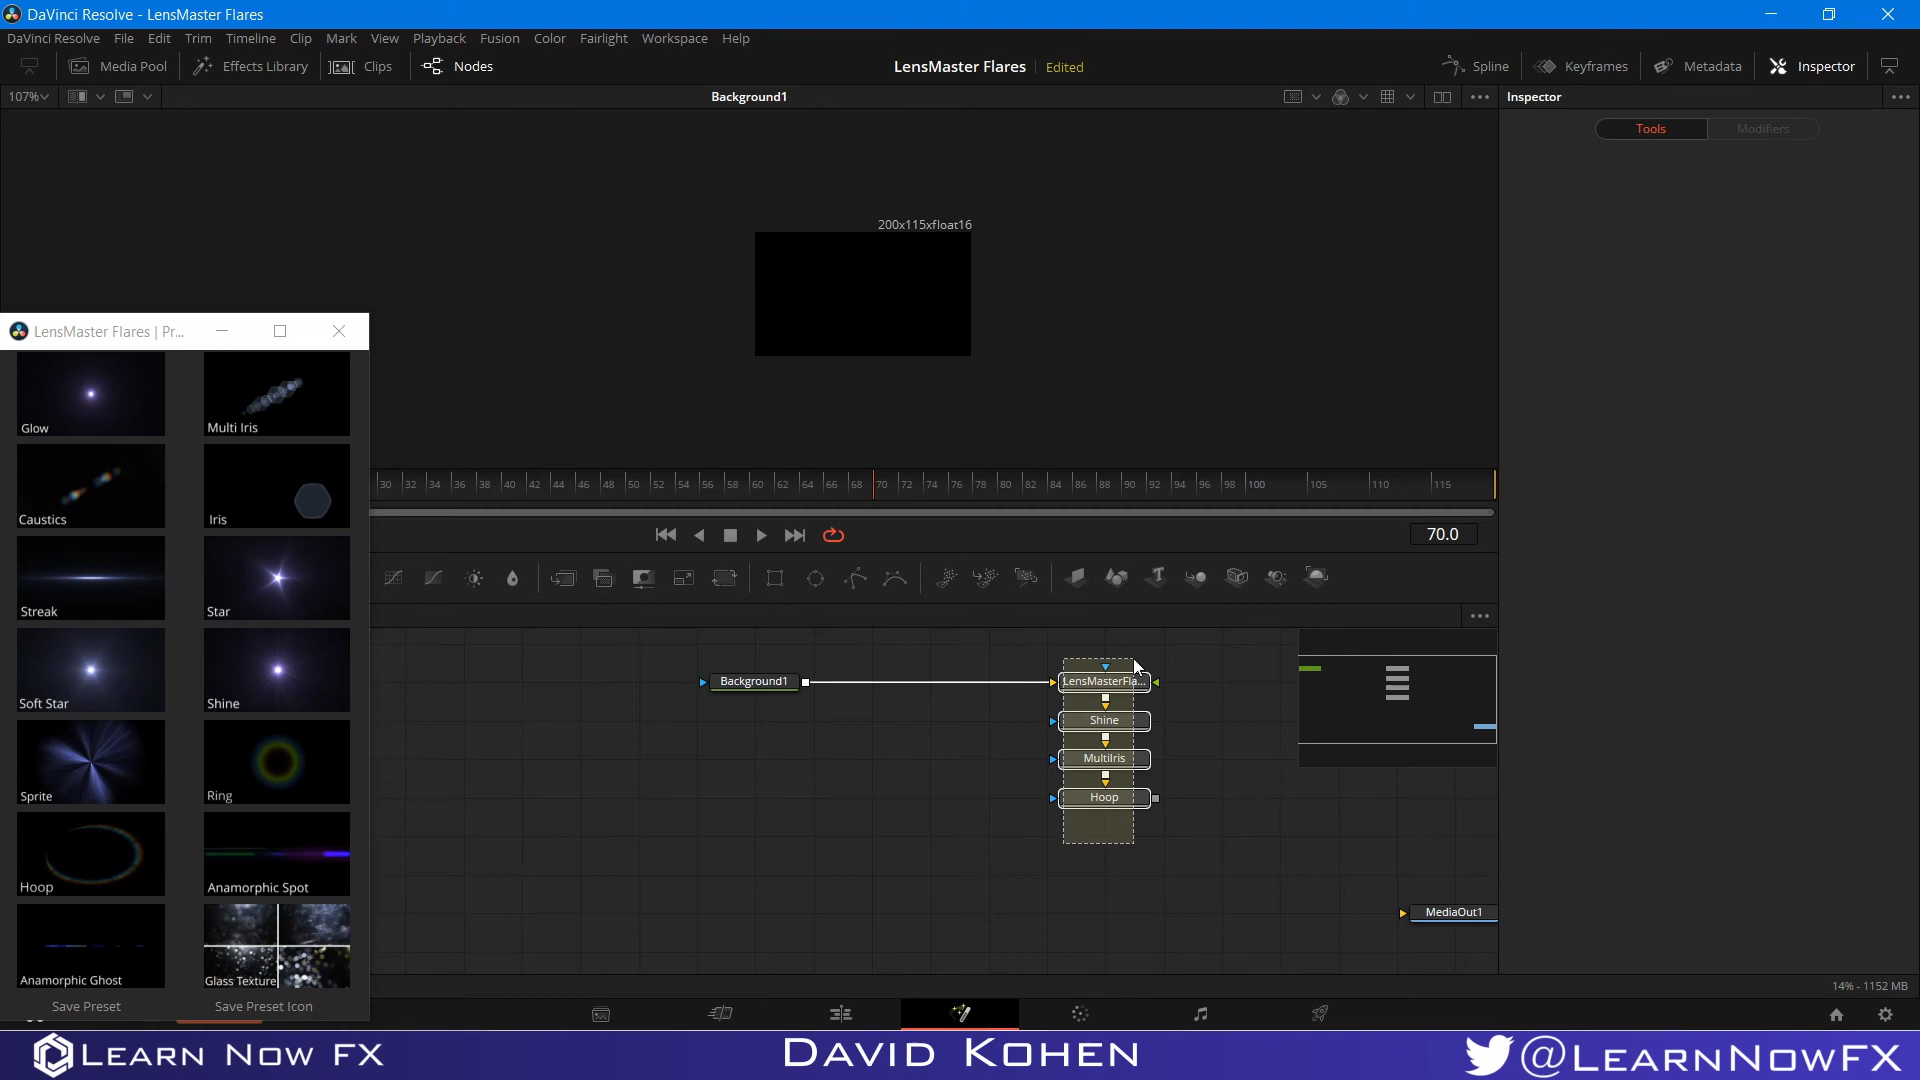 DaVinci Resolve - LensMaster Flares
DaVinci Resolve File Edit Trim Timeline Clip Mark View Playback Fusion Color Fairlight Workspace Help
Media Pool Effects Library Clips Nodes LensMaster Flares Edited Spline Keyframes Metadata Inspector
107% Background1 Inspector
Tools Modifiers
200x115xfloat16
LensMaster Flares | Pr...
Glow Multi Iris
Caustics Iris
Streak Star
Soft Star Shine
Sprite Ring
Hoop Anamorphic Spot
Anamorphic Ghost Glass Texture
Save Preset Save Preset Icon
30 32 34 36 38 40 42 44 46 48 50 52 54 56 58 60 62 64 66 68 70 72 74 76 78 80 82 84 86 88 90 92 94 96 98 100 105 110 115
70.0
Background1 LensMasterFla...
Shine
MultiIris
Hoop
MediaOut1
14% - 1152 MB
Learn Now FX David Kohen @LearnNowFX